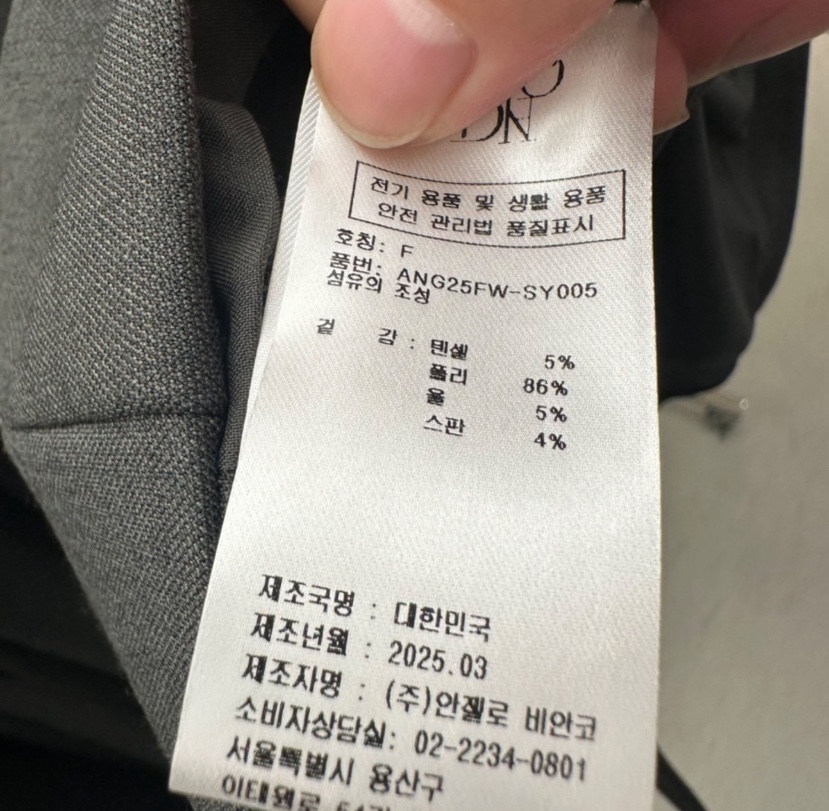 전기 용품 및 생활 용품
안전 관리법 품질표시
호칭: F
품번: ANG25FW-SY005
섬유의 조성
겉 감 : 텐셀 5%
폴리 86%
울 5%
스판 4%
제조국명 : 대한민국
제조년월 : 2025.03
제조자명 : (주)안젤로 비안코
소비자상담실: 02-2234-0801
서울특별시 용산구
이태원로